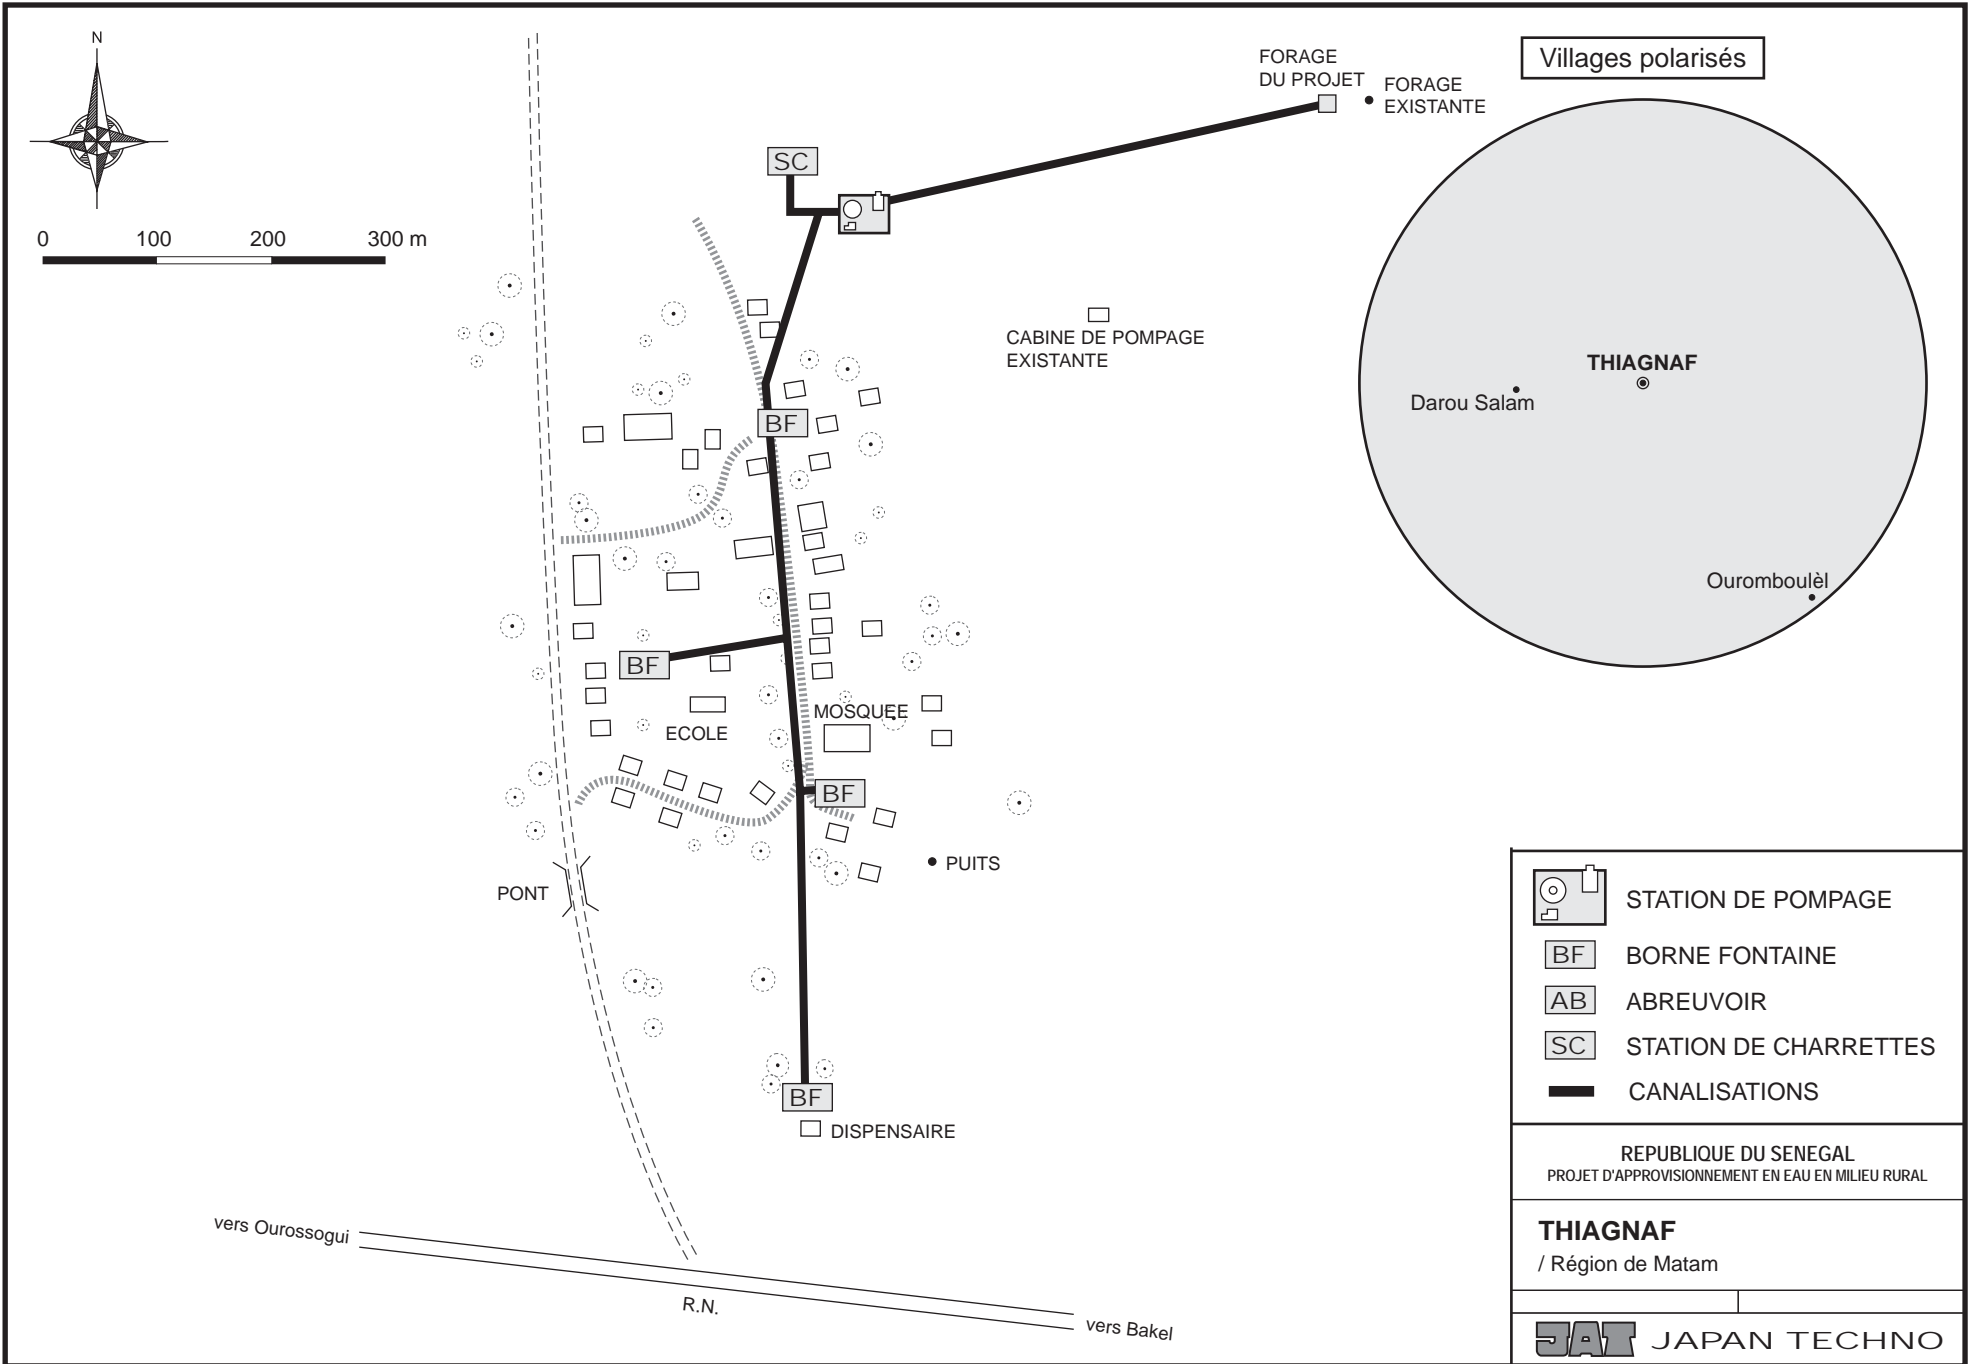 N
0 100 200 300 m
FORAGE
DU PROJET
FORAGE
EXISTANTE
SC
CABINE DE POMPAGE
EXISTANTE
BF
BF
ECOLE
MOSQUEE
BF
PUITS
PONT
BF
DISPENSAIRE
vers Ourossogui
R.N.
vers Bakel
Villages polarisés
THIAGNAF
Darou Salam
Ouromboulèl
STATION DE POMPAGE
BF BORNE FONTAINE
AB ABREUVOIR
SC STATION DE CHARRETTES
CANALISATIONS
REPUBLIQUE DU SENEGAL
PROJET D'APPROVISIONNEMENT EN EAU EN MILIEU RURAL
THIAGNAF
/ Région de Matam
JAT JAPAN TECHNO